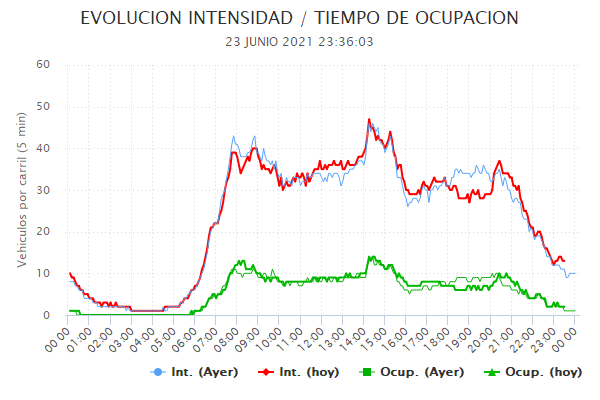 EVOLUCION INTENSIDAD / TIEMPO DE OCUPACION
23 JUNIO 2021 23:36:03
Vehiculos por carril (5 min)
60
50
40
30
20
10
0
00:00 01:00 02:00 03:00 04:00 05:00 06:00 07:00 08:00 09:00 10:00 11:00 12:00 13:00 14:00 15:00 16:00 17:00 18:00 19:00 20:00 21:00 22:00 23:00 00:00
Int. (Ayer) Int. (hoy) Ocup. (Ayer) Ocup. (hoy)